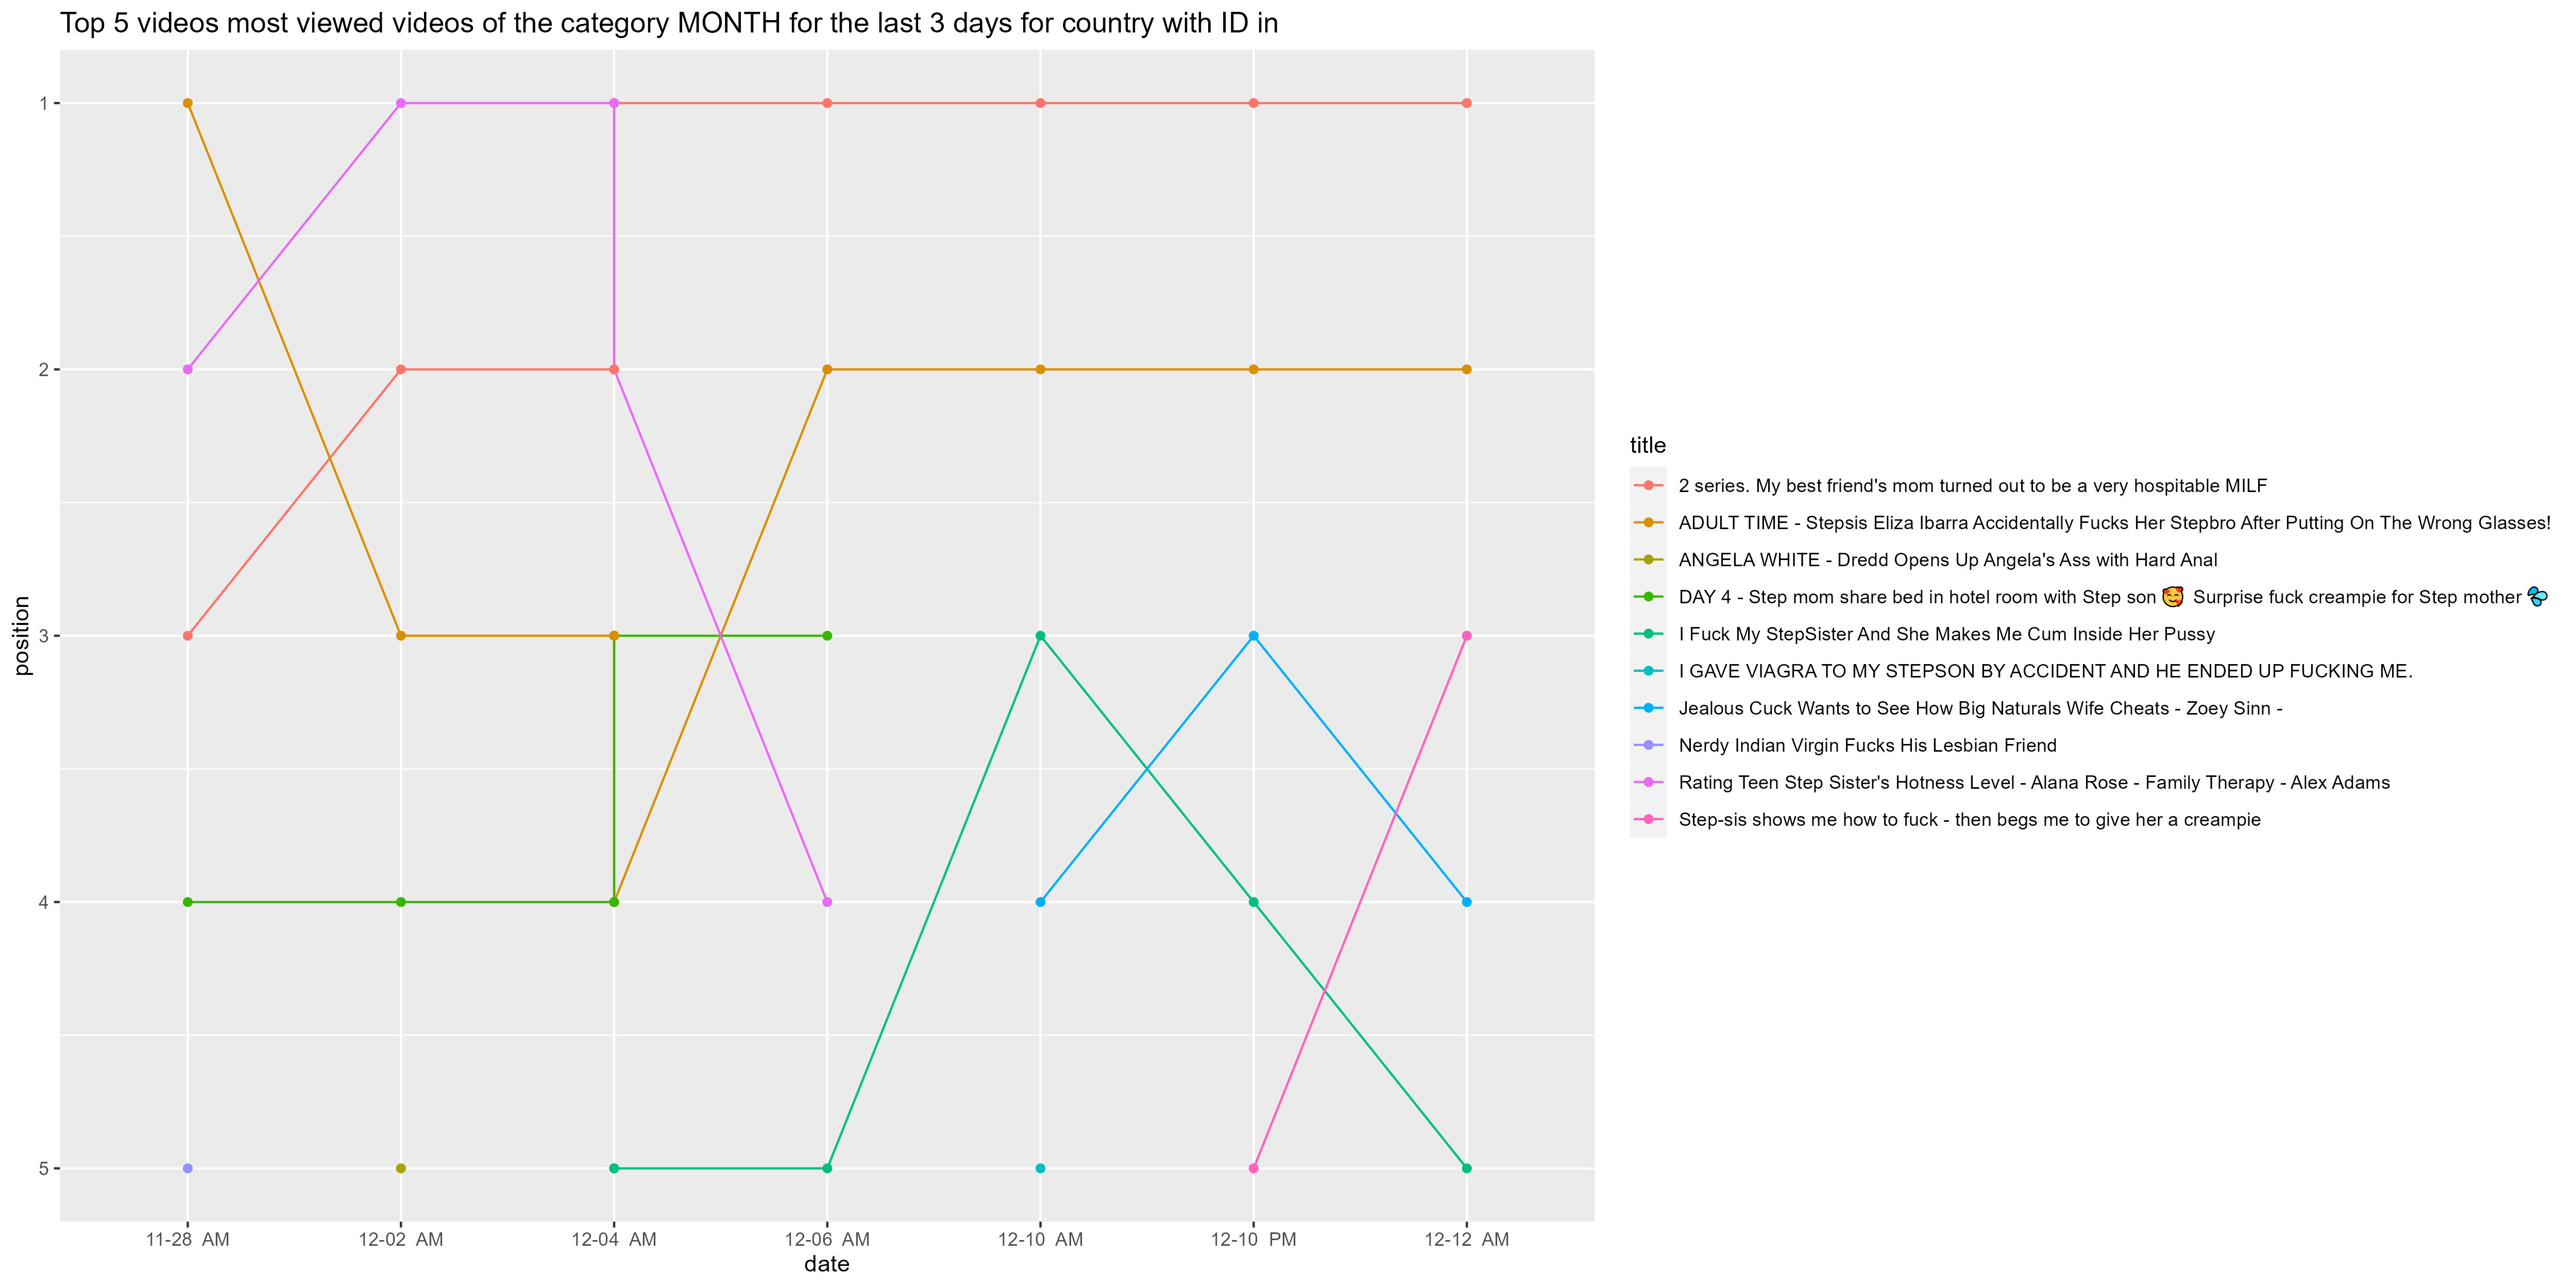 Top 5 videos most viewed videos of the category MONTH for the last 3 days for country with ID in
1
2
3
4
5
position
11-28 AM
12-02 AM
12-04 AM
12-06 AM
12-10 AM
12-10 PM
12-12 AM
date
title
2 series. My best friend's mom turned out to be a very hospitable MILF
ADULT TIME - Stepsis Eliza Ibarra Accidentally Fucks Her Stepbro After Putting On The Wrong Glasses!
ANGELA WHITE - Dredd Opens Up Angela's Ass with Hard Anal
DAY 4 - Step mom share bed in hotel room with Step son 🥰 Surprise fuck creampie for Step mother 💦
I Fuck My StepSister And She Makes Me Cum Inside Her Pussy
I GAVE VIAGRA TO MY STEPSON BY ACCIDENT AND HE ENDED UP FUCKING ME.
Jealous Cuck Wants to See How Big Naturals Wife Cheats - Zoey Sinn -
Nerdy Indian Virgin Fucks His Lesbian Friend
Rating Teen Step Sister's Hotness Level - Alana Rose - Family Therapy - Alex Adams
Step-sis shows me how to fuck - then begs me to give her a creampie